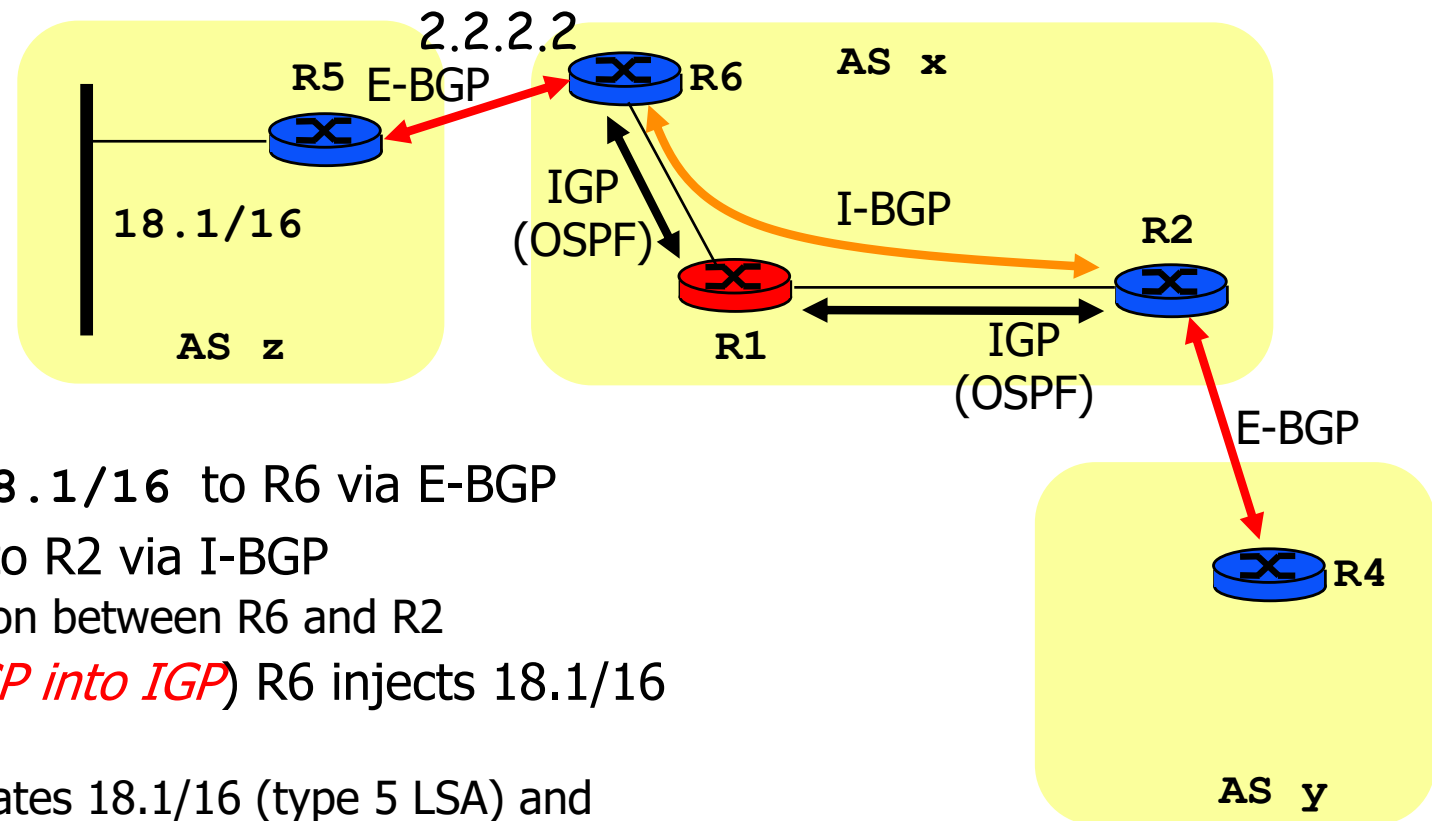 2.2.2.2
R5
E-BGP
R6
AS x
18.1/16
IGP
(OSPF)
I-BGP
R2
AS z
R1
IGP
(OSPF)
E-BGP
8.1/16 to R6 via E-BGP
o R2 via I-BGP
on between R6 and R2
P into IGP) R6 injects 18.1/16
ates 18.1/16 (type 5 LSA) and
R4
AS y